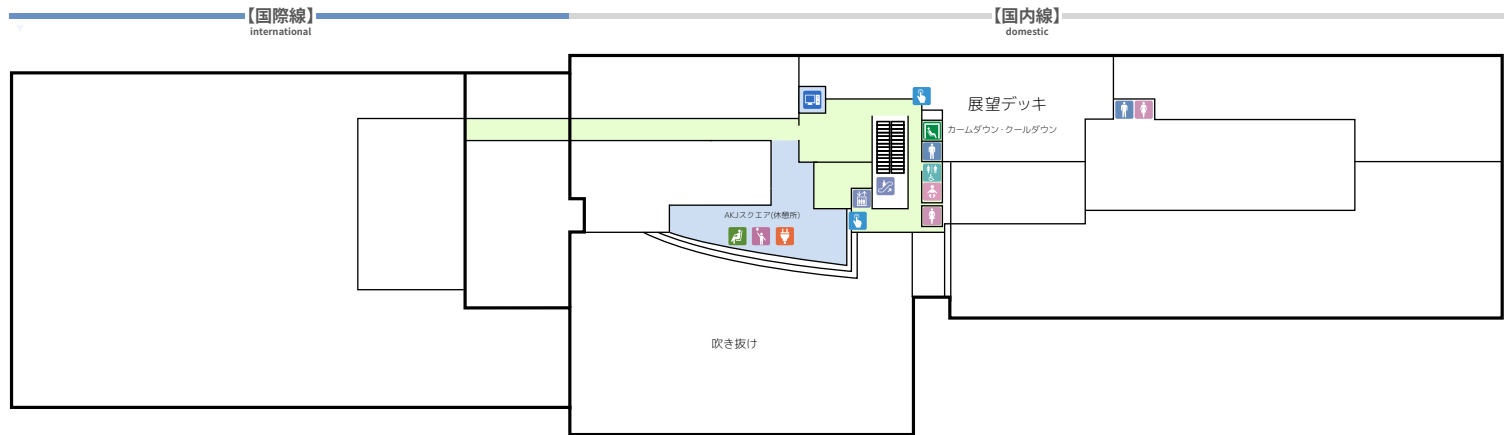 【国際線】
international
【国内線】
domestic
展望デッキ
カームダウン・クールダウン
AKJスクエア(休憩所)
吹き抜け